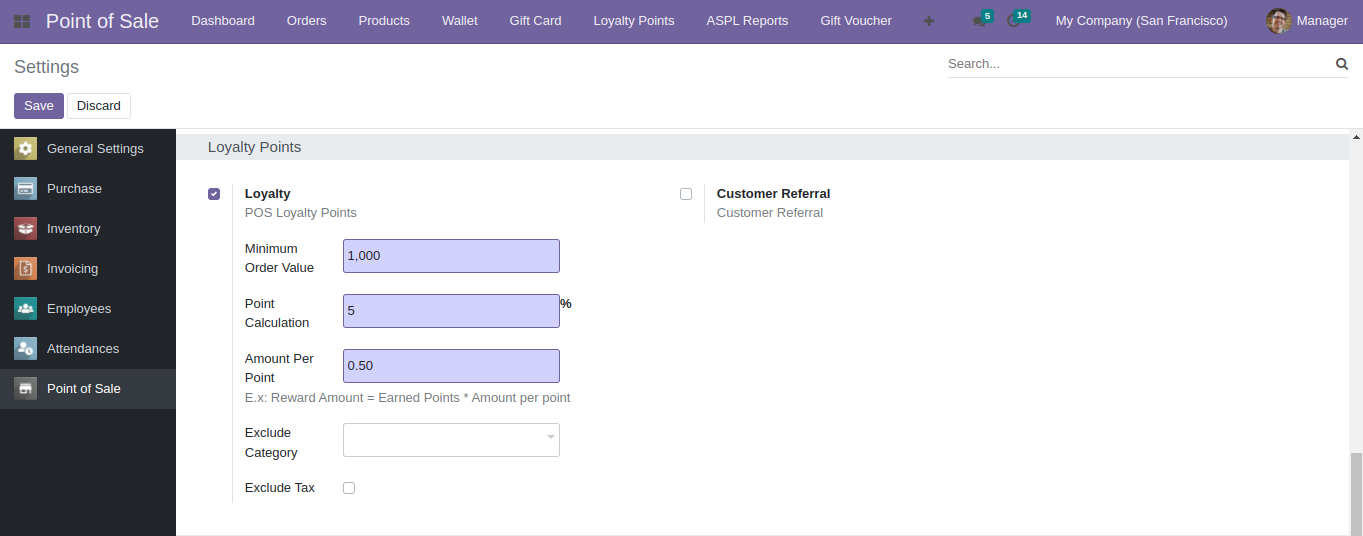 Point of Sale Dashboard Orders Products Wallet Gift Card Loyalty Points ASPL Reports Gift Voucher 5 14 My Company (San Francisco) Manager
Settings Search...
Save Discard
General Settings
Purchase
Inventory
Invoicing
Employees
Attendances
Point of Sale
Loyalty Points
Loyalty
POS Loyalty Points
Customer Referral
Customer Referral
Minimum
Order Value
1,000
Point
Calculation
5 %
Amount Per
Point
0.50
E.x: Reward Amount = Earned Points * Amount per point
Exclude
Category
Exclude Tax